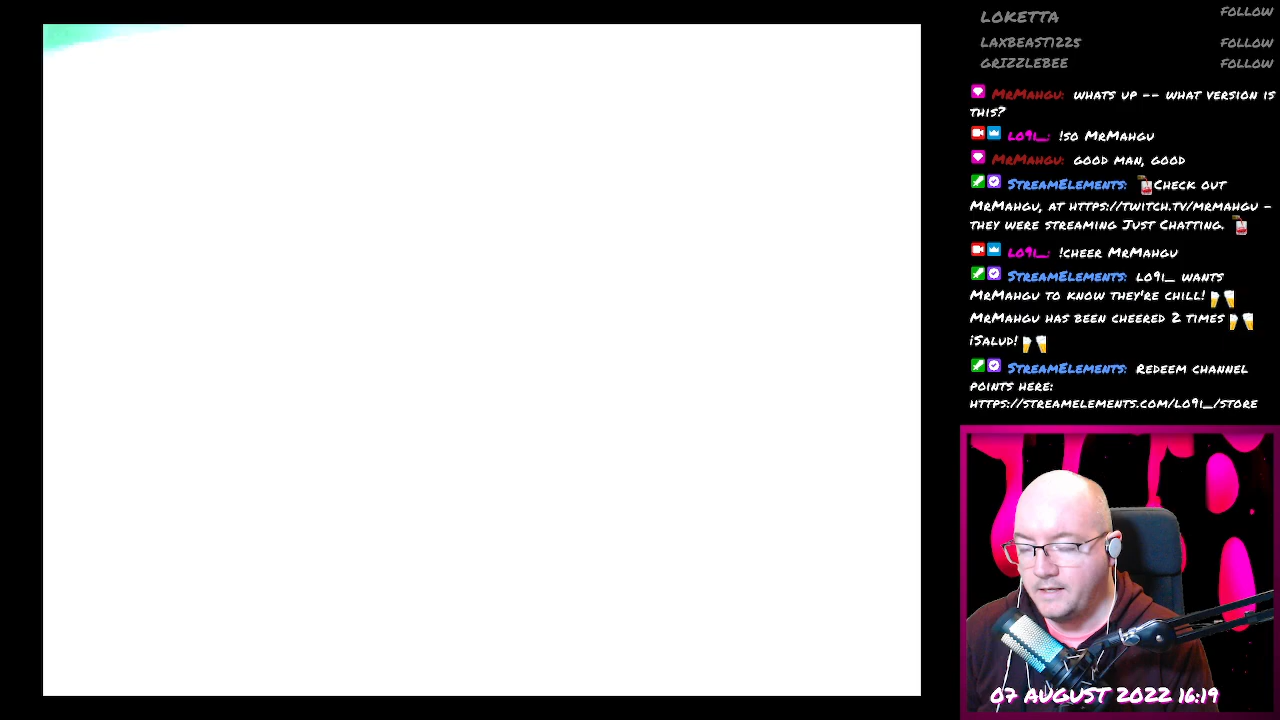 LOKETTA FOLLOW
LAXBEAST1225 FOLLOW
GRIZZLEBEE FOLLOW
MrMahgu: whats up -- what version is
this?
lo9i_: !so MrMahgu
MrMahgu: good man, good
StreamElements: Check out
MrMahgu, at https://twitch.tv/mrmahgu -
they were streaming Just Chatting.
lo9i_: !cheer MrMahgu
StreamElements: lo9i_ wants
MrMahgu to know they're chill!
MrMahgu has been cheered 2 times
¡Salud!
StreamElements: Redeem channel
points here:
https://streamelements.com/lo9i_/store
07 AUGUST 2022 16:19